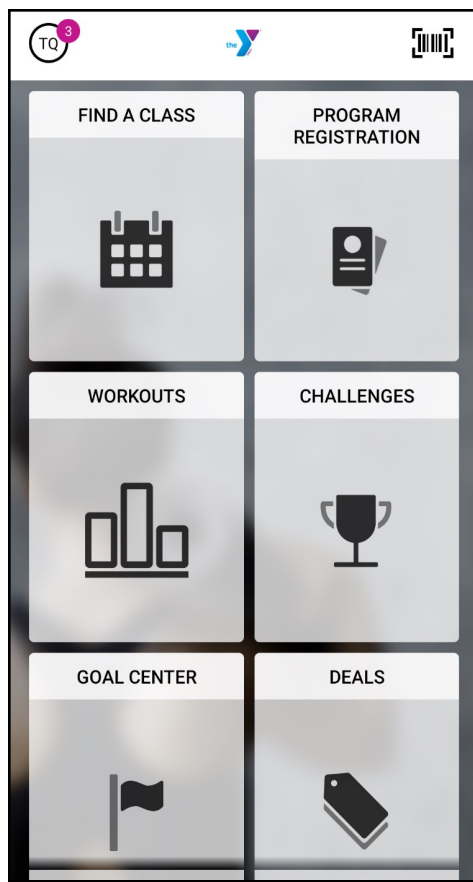 TQ
3
the Y
FIND A CLASS
PROGRAM
REGISTRATION
WORKOUTS
CHALLENGES
GOAL CENTER
DEALS